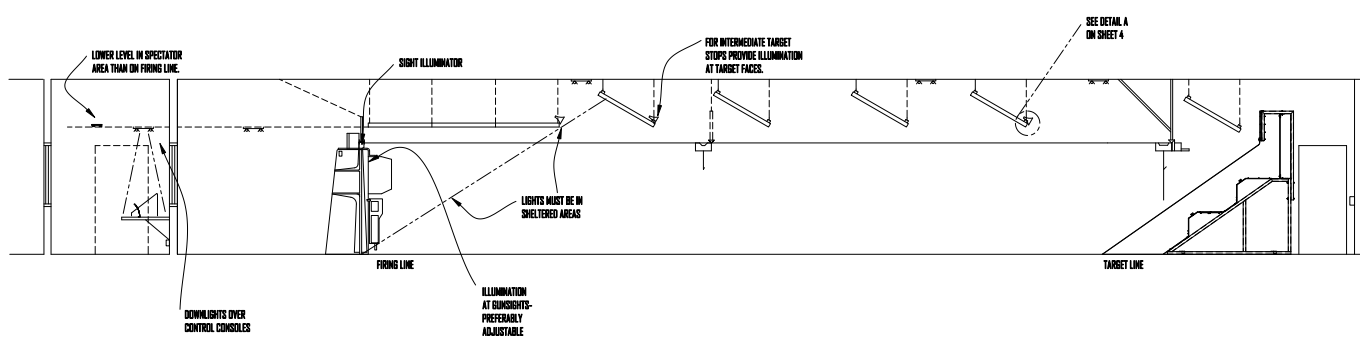 LOWER LEVEL IN SPECTATOR
AREA THAN ON FIRING LINE.
SIGHT ILLUMINATOR
FOR INTERMEDIATE TARGET
STOPS PROVIDE ILLUMINATION
AT TARGET FACES.
SEE DETAIL A
ON SHEET 4
LIGHTS MUST BE IN
SHELTERED AREAS
FIRING LINE
TARGET LINE
ILLUMINATION
AT GUNSIGHTS-
PREFERABLY
ADJUSTABLE
DOWNLIGHTS OVER
CONTROL CONSOLES